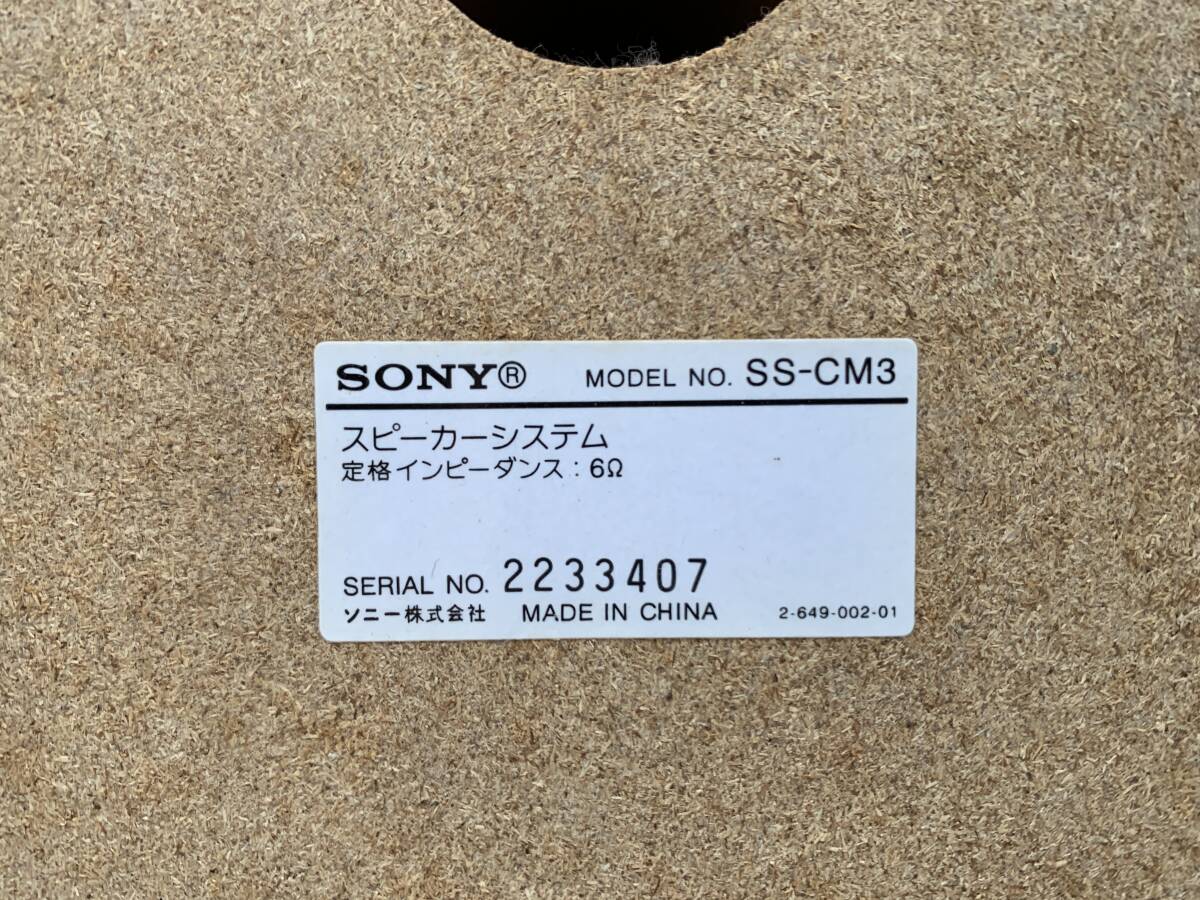 SONY® MODEL NO. SS-CM3
スピーカーシステム
定格インピーダンス : 6Ω
SERIAL NO. 2233407
ソニー株式会社 MADE IN CHINA 2-649-002-01